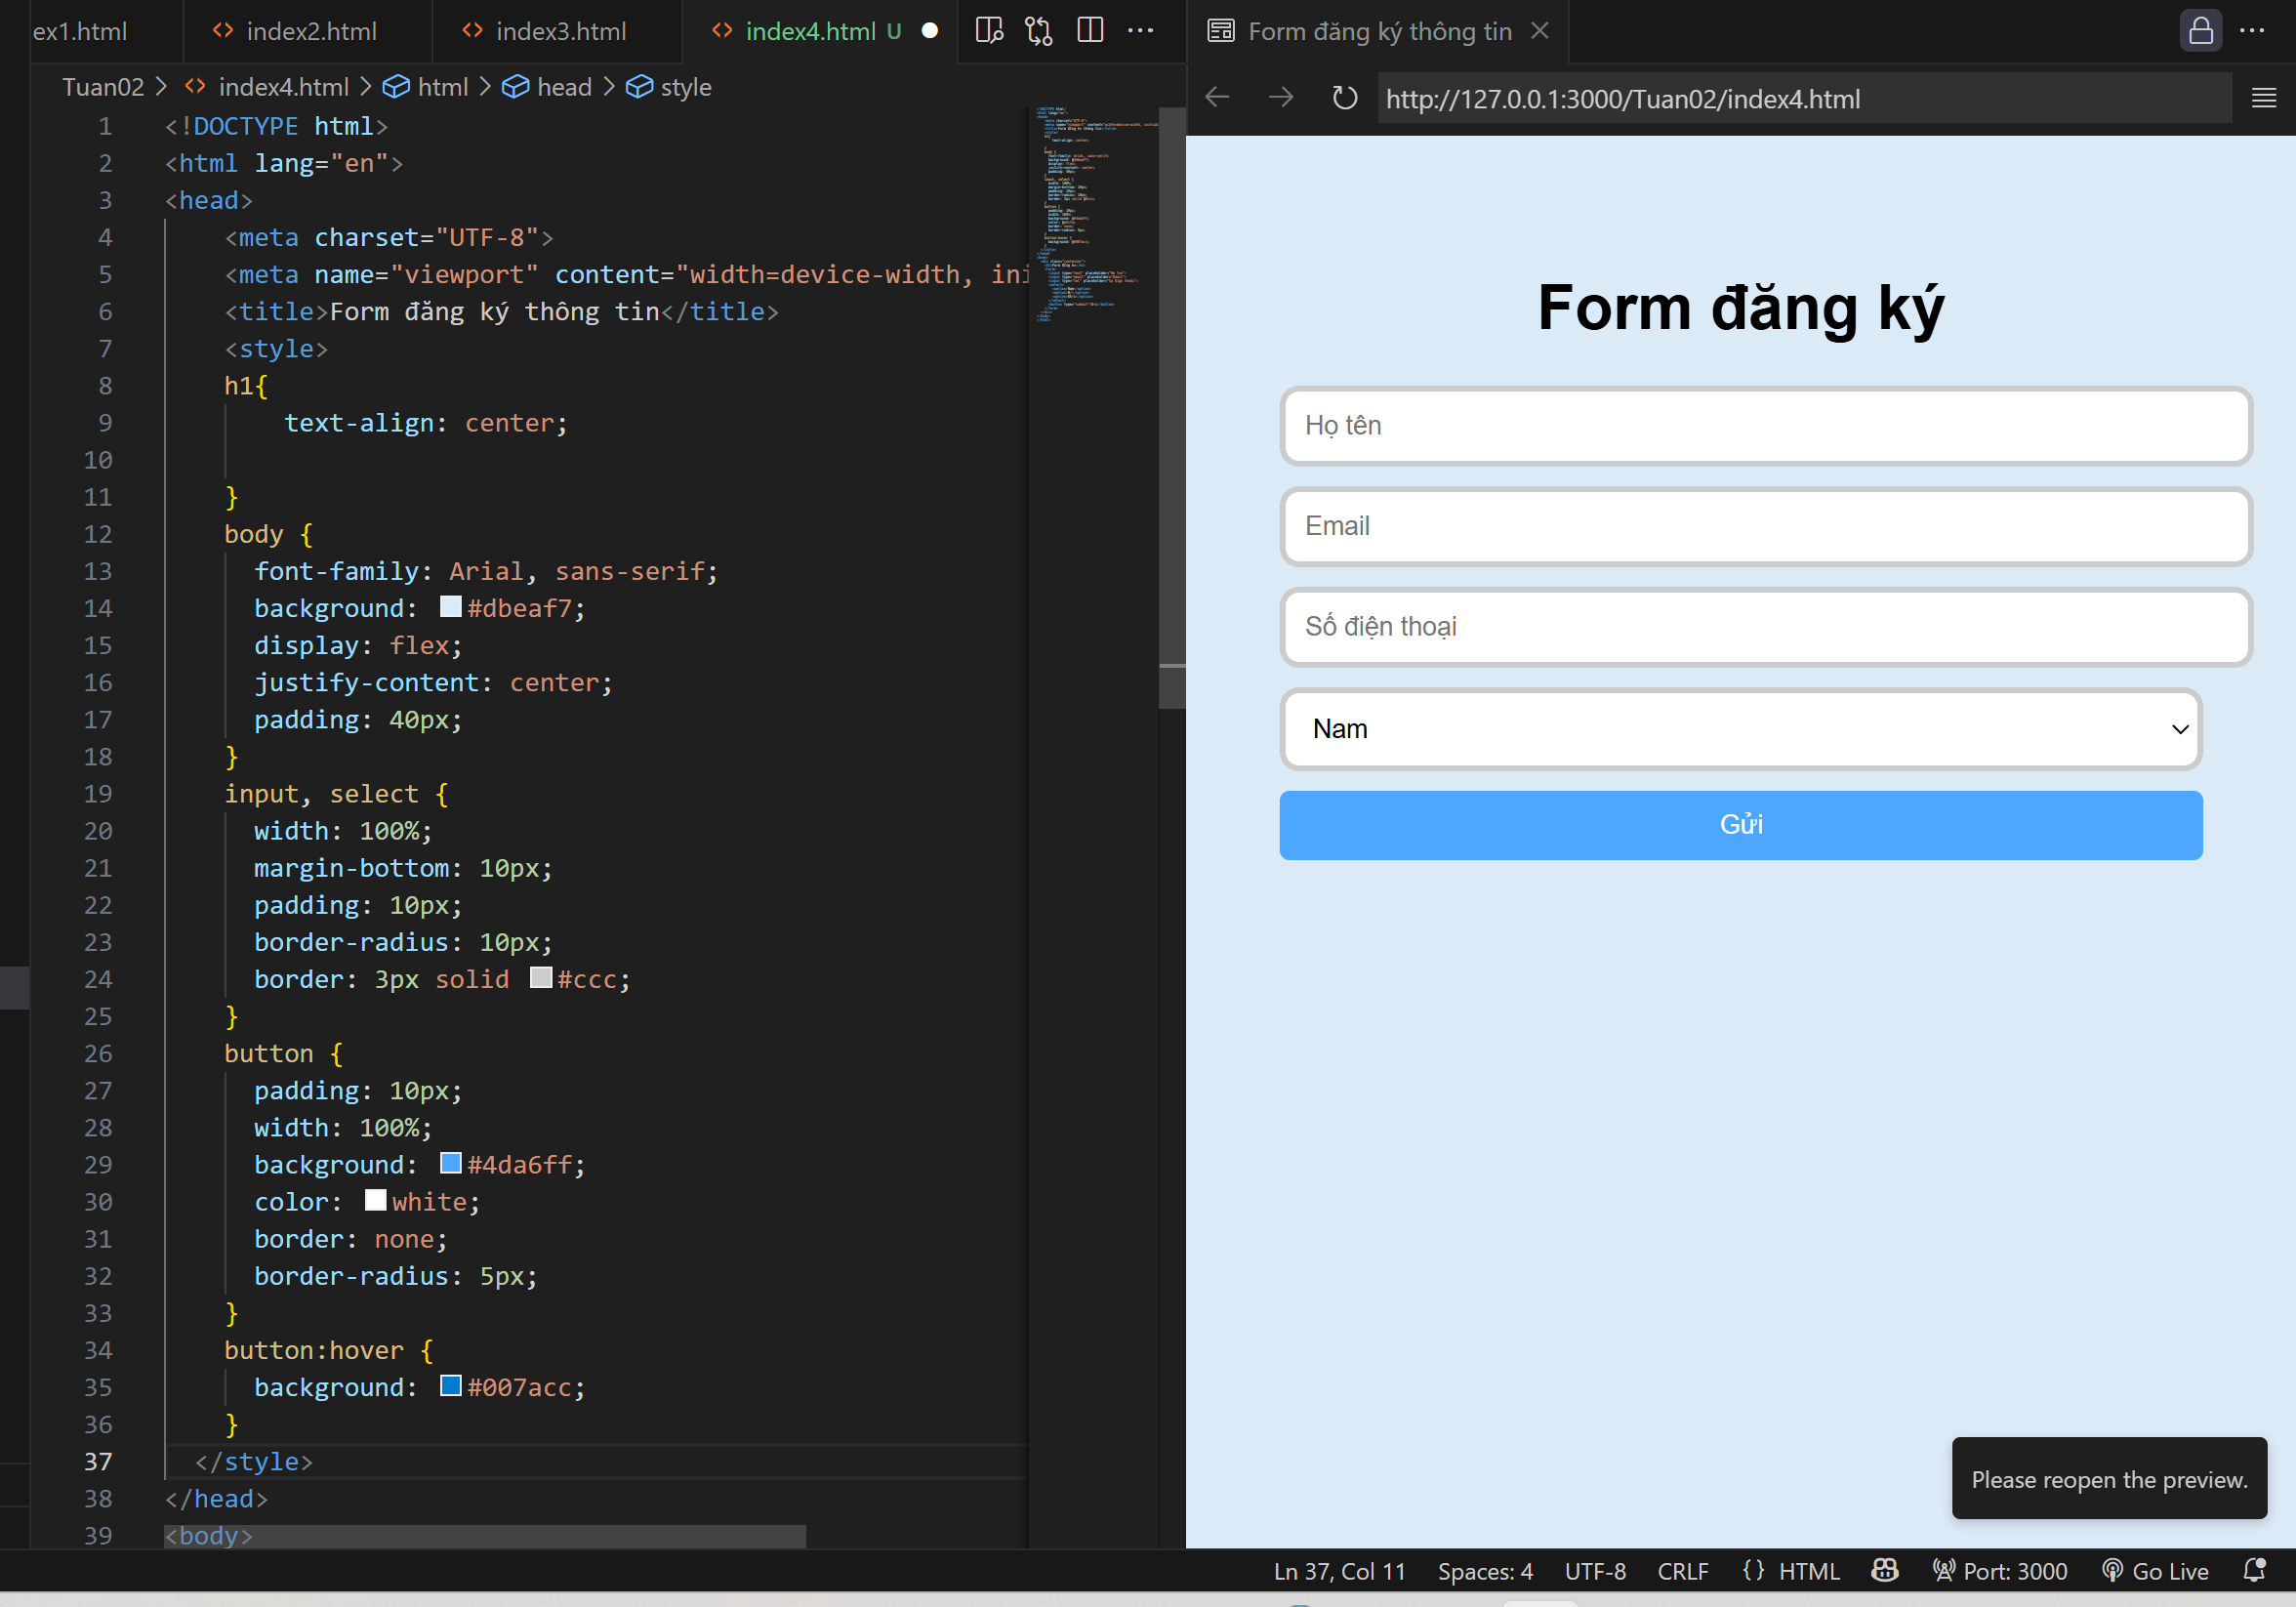 ex1.html
index2.html
index3.html
index4.html U
Tuan02 > index4.html > html > head > style
1 <!DOCTYPE html>
2 <html lang="en">
3 <head>
4 <meta charset="UTF-8">
5 <meta name="viewport" content="width=device-width, ini
6 <title>Form đăng ký thông tin</title>
7 <style>
8 h1{
9 text-align: center;
10
11 }
12 body {
13 font-family: Arial, sans-serif;
14 background: #dbeaf7;
15 display: flex;
16 justify-content: center;
17 padding: 40px;
18 }
19 input, select {
20 width: 100%;
21 margin-bottom: 10px;
22 padding: 10px;
23 border-radius: 10px;
24 border: 3px solid #ccc;
25 }
26 button {
27 padding: 10px;
28 width: 100%;
29 background: #4da6ff;
30 color: white;
31 border: none;
32 border-radius: 5px;
33 }
34 button:hover {
35 background: #007acc;
36 }
37 </style>
38 </head>
39 <body>
Form đăng ký thông tin
http://127.0.0.1:3000/Tuan02/index4.html
Form đăng ký
Họ tên
Email
Số điện thoại
Nam
Gửi
Please reopen the preview.
Ln 37, Col 11
Spaces: 4
UTF-8
CRLF
{} HTML
Port: 3000
Go Live